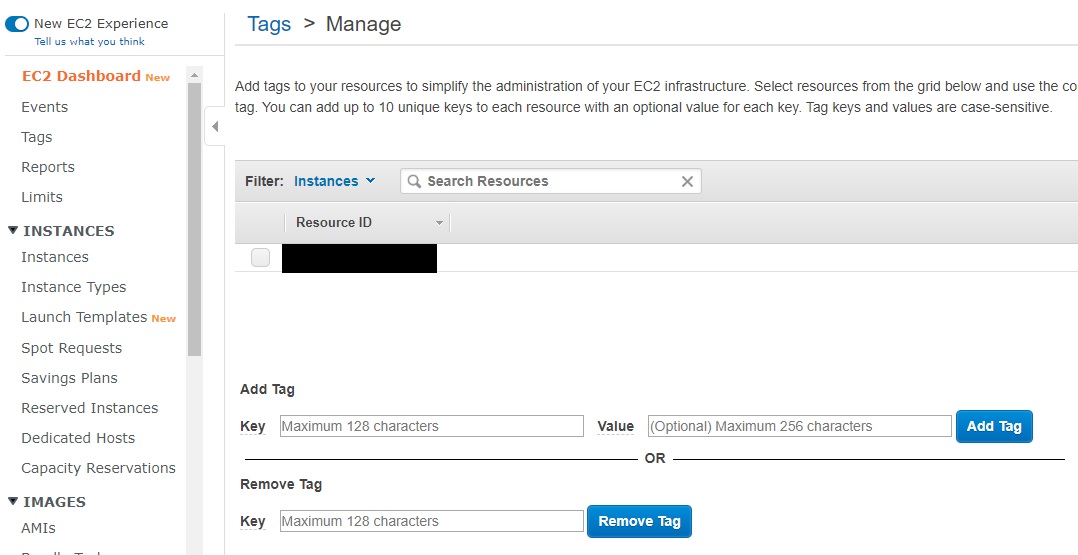 New EC2 Experience
Tell us what you think
EC2 Dashboard New
Events
Tags
Reports
Limits
INSTANCES
Instances
Instance Types
Launch Templates New
Spot Requests
Savings Plans
Reserved Instances
Dedicated Hosts
Capacity Reservations
IMAGES
AMIs
Tags > Manage
Add tags to your resources to simplify the administration of your EC2 infrastructure. Select resources from the grid below and use the co
tag. You can add up to 10 unique keys to each resource with an optional value for each key. Tag keys and values are case-sensitive.
Filter: Instances Search Resources
Resource ID
Add Tag
Key Maximum 128 characters Value (Optional) Maximum 256 characters Add Tag
OR
Remove Tag
Key Maximum 128 characters Remove Tag